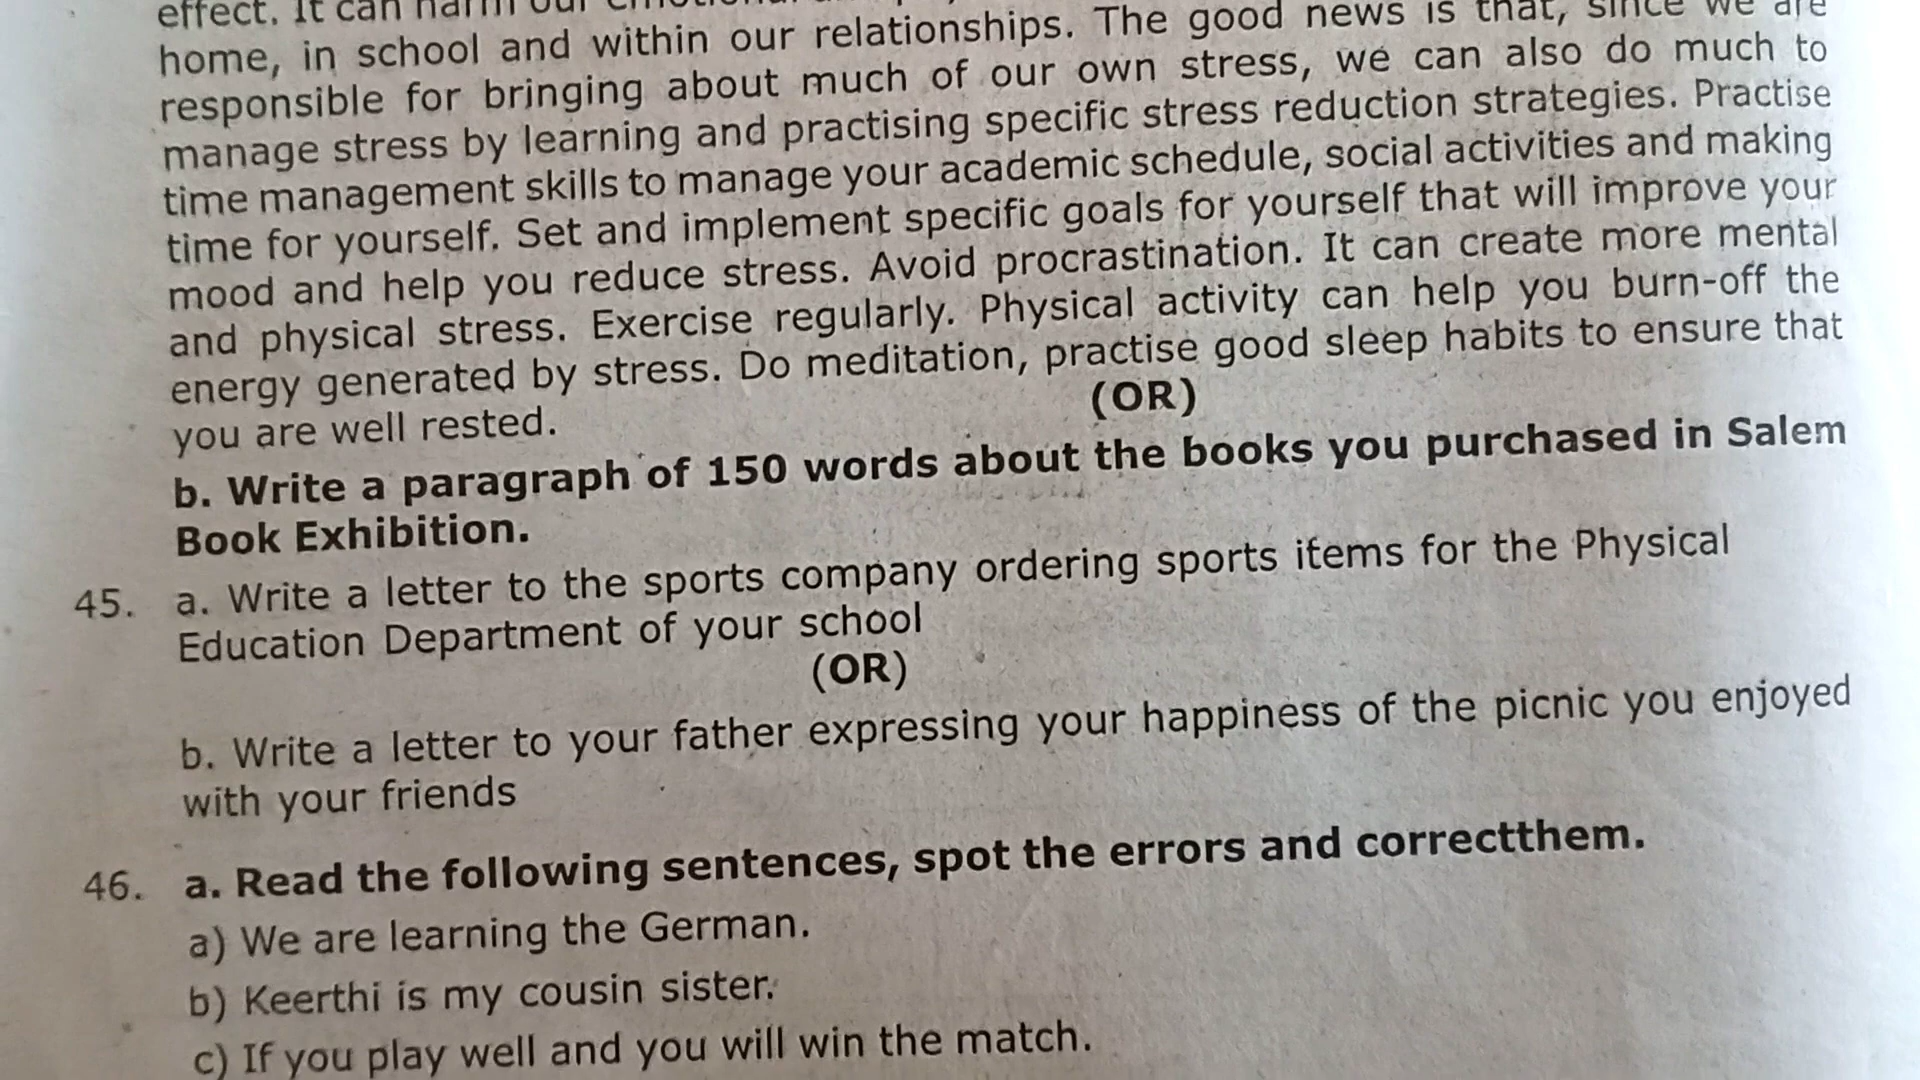 effect. It can harm our
home, in school and within our relationships. The good news is that, since we are
responsible for bringing about much of our own stress, we can also do much to
manage stress by learning and practising specific stress reduction strategies. Practise
time management skills to manage your academic schedule, social activities and making
time for yourself. Set and implement specific goals for yourself that will improve your
mood and help you reduce stress. Avoid procrastination. It can create more mental
and physical stress. Exercise regularly. Physical activity can help you burn-off the
energy generated by stress. Do meditation, practise good sleep habits to ensure that
you are well rested.
(OR)
b. Write a paragraph of 150 words about the books you purchased in Salem
Book Exhibition.
45. a. Write a letter to the sports company ordering sports items for the Physical
Education Department of your school
(OR)
b. Write a letter to your father expressing your happiness of the picnic you enjoyed
with your friends
46. a. Read the following sentences, spot the errors and correctthem.
a) We are learning the German.
b) Keerthi is my cousin sister.
c) If you play well and you will win the match.